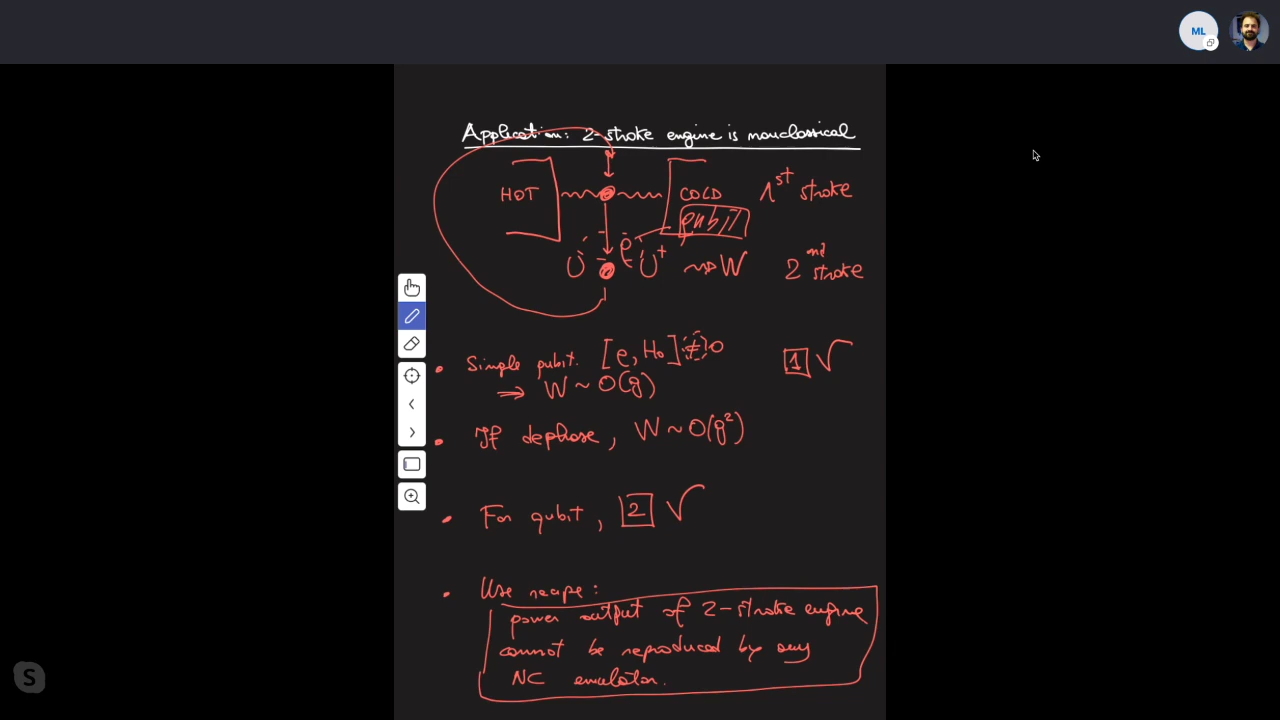 ML
Application: 2-stroke engine is nonclassical
HOT COLD 1st stroke
qubit
U ρ U† ⇝ W 2nd stroke
• Simple qubit. [ρ, H₀] ≠ 0 1 √
⇒ W ~ O(g)
• If dephase, W ~ O(g²)
• For qubit, 2 √
• Use recipe:
power output of 2-stroke engine
cannot be reproduced by any
NC emulator.
S